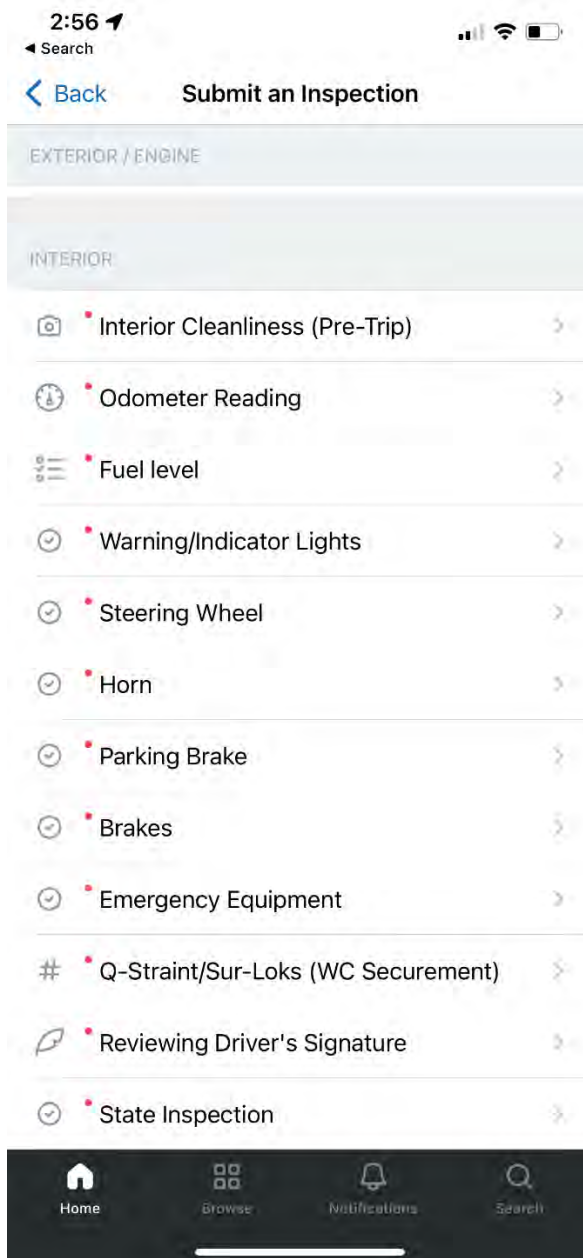 2:56
◀ Search
Back
Submit an Inspection
EXTERIOR / ENGINE
INTERIOR
Interior Cleanliness (Pre-Trip)
Odometer Reading
Fuel level
Warning/Indicator Lights
Steering Wheel
Horn
Parking Brake
Brakes
Emergency Equipment
# Q-Straint/Sur-Loks (WC Securement)
Reviewing Driver's Signature
State Inspection
Home Browse Notifications Search